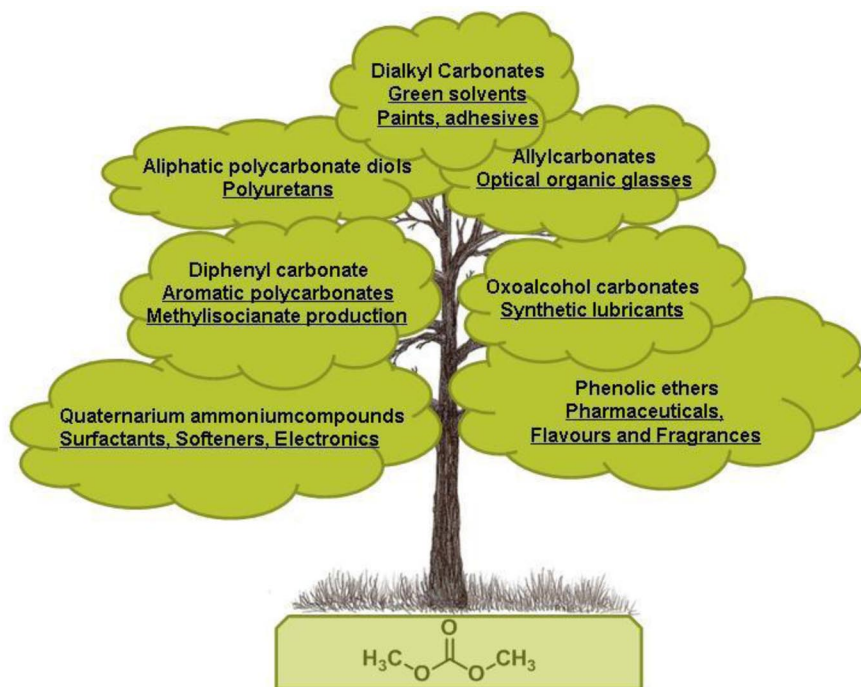 Dialkyl Carbonates
Green solvents
Paints, adhesives
Aliphatic polycarbonate diols
Polyuretans
Allylcarbonates
Optical organic glasses
Diphenyl carbonate
Aromatic polycarbonates
Methylisocianate production
Oxoalcohol carbonates
Synthetic lubricants
Quaternarium ammoniumcompounds
Surfactants, Softeners, Electronics
Phenolic ethers
Pharmaceuticals,
Flavours and Fragrances
O
H₃C O O CH₃